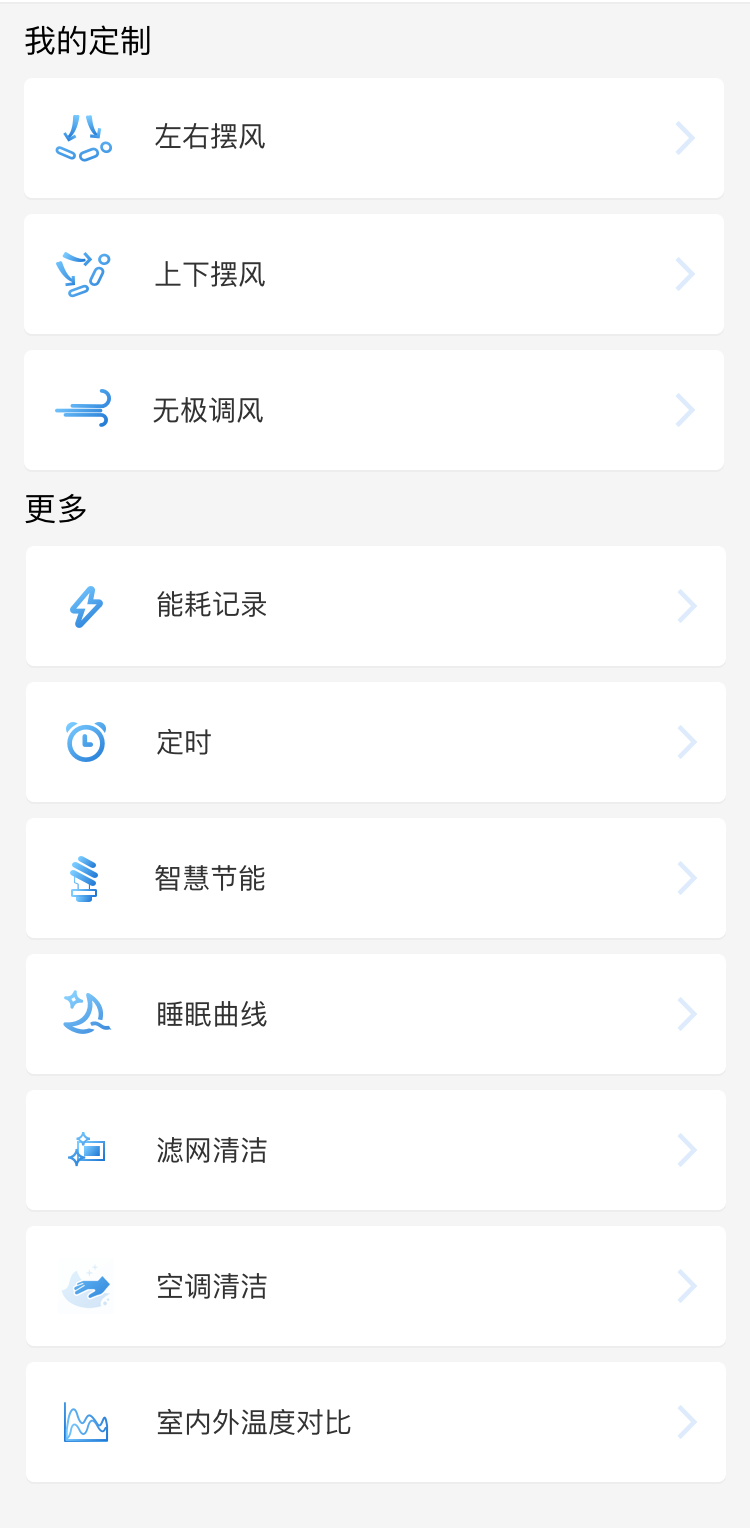 我的定制
左右摆风
上下摆风
无极调风
更多
能耗记录
定时
智慧节能
睡眠曲线
滤网清洁
空调清洁
室内外温度对比